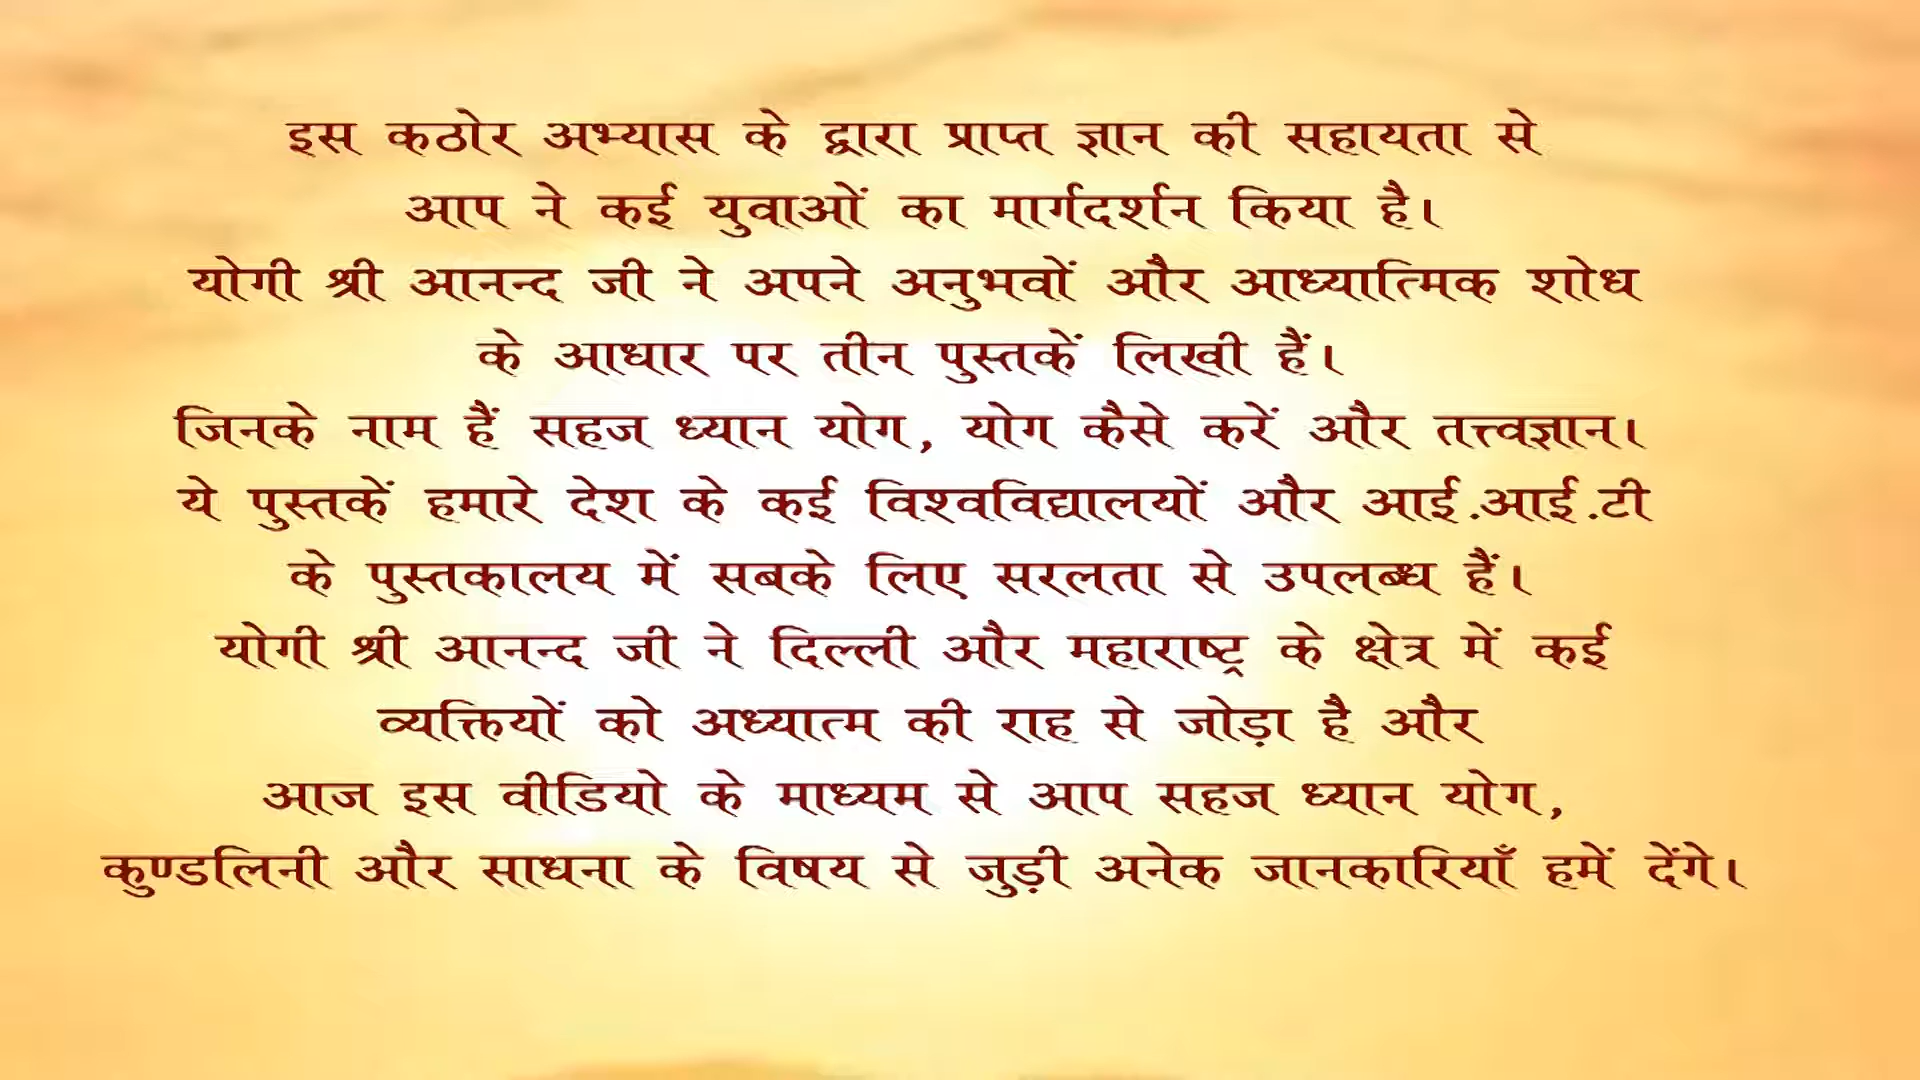 इस कठोर अभ्यास के द्वारा प्राप्त ज्ञान की सहायता से
आप ने कई युवाओं का मार्गदर्शन किया है।
योगी श्री आनन्द जी ने अपने अनुभवों और आध्यात्मिक शोध
के आधार पर तीन पुस्तकें लिखी हैं।
जिनके नाम हैं सहज ध्यान योग, योग कैसे करें और तत्त्वज्ञान।
ये पुस्तकें हमारे देश के कई विश्वविद्यालयों और आई.आई.टी
के पुस्तकालय में सबके लिए सरलता से उपलब्ध हैं।
योगी श्री आनन्द जी ने दिल्ली और महाराष्ट्र के क्षेत्र में कई
व्यक्तियों को अध्यात्म की राह से जोड़ा है और
आज इस वीडियो के माध्यम से आप सहज ध्यान योग,
कुण्डलिनी और साधना के विषय से जुड़ी अनेक जानकारियाँ हमें देंगे।